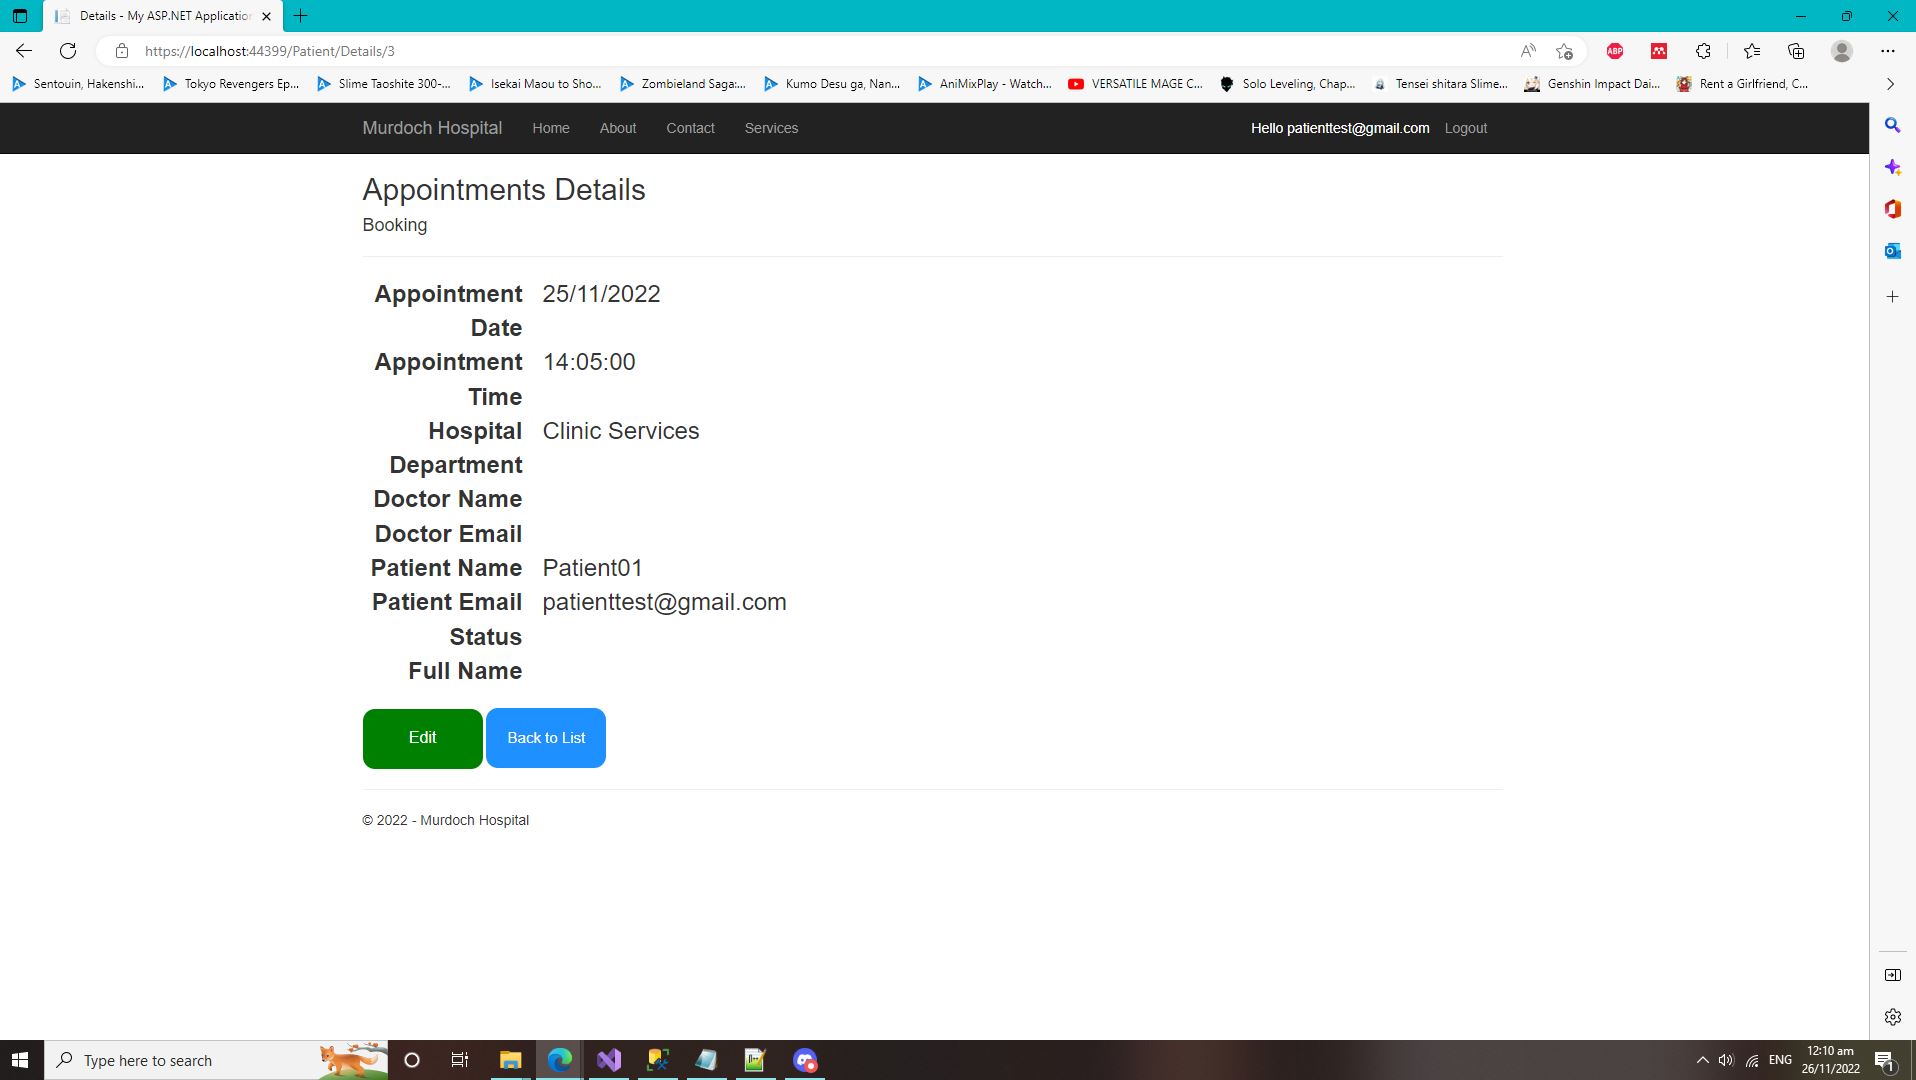 Details - My ASP.NET Application
https://localhost:44399/Patient/Details/3
Sentouin, Hakenshi... Tokyo Revengers Ep... Slime Taoshite 300-... Isekai Maou to Sho... Zombieland Saga:... Kumo Desu ga, Nan... AniMixPlay - Watch... VERSATILE MAGE C... Solo Leveling, Chap... Tensei shitara Slime... Genshin Impact Dai... Rent a Girlfriend, C...
Murdoch Hospital Home About Contact Services Hello patienttest@gmail.com Logout
Appointments Details
Booking
Appointment 25/11/2022
Date
Appointment 14:05:00
Time
Hospital Clinic Services
Department
Doctor Name
Doctor Email
Patient Name Patient01
Patient Email patienttest@gmail.com
Status
Full Name
Edit Back to List
© 2022 - Murdoch Hospital
Type here to search
ENG
12:10 am
26/11/2022
1
ABP